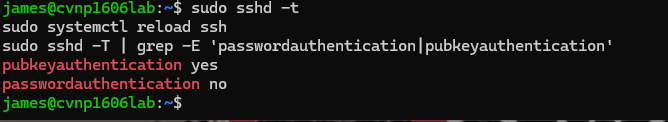 james@cvnp1606lab:~$ sudo sshd -t
sudo systemctl reload ssh
sudo sshd -T | grep -E 'passwordauthentication|pubkeyauthentication'
pubkeyauthentication yes
passwordauthentication no
james@cvnp1606lab:~$